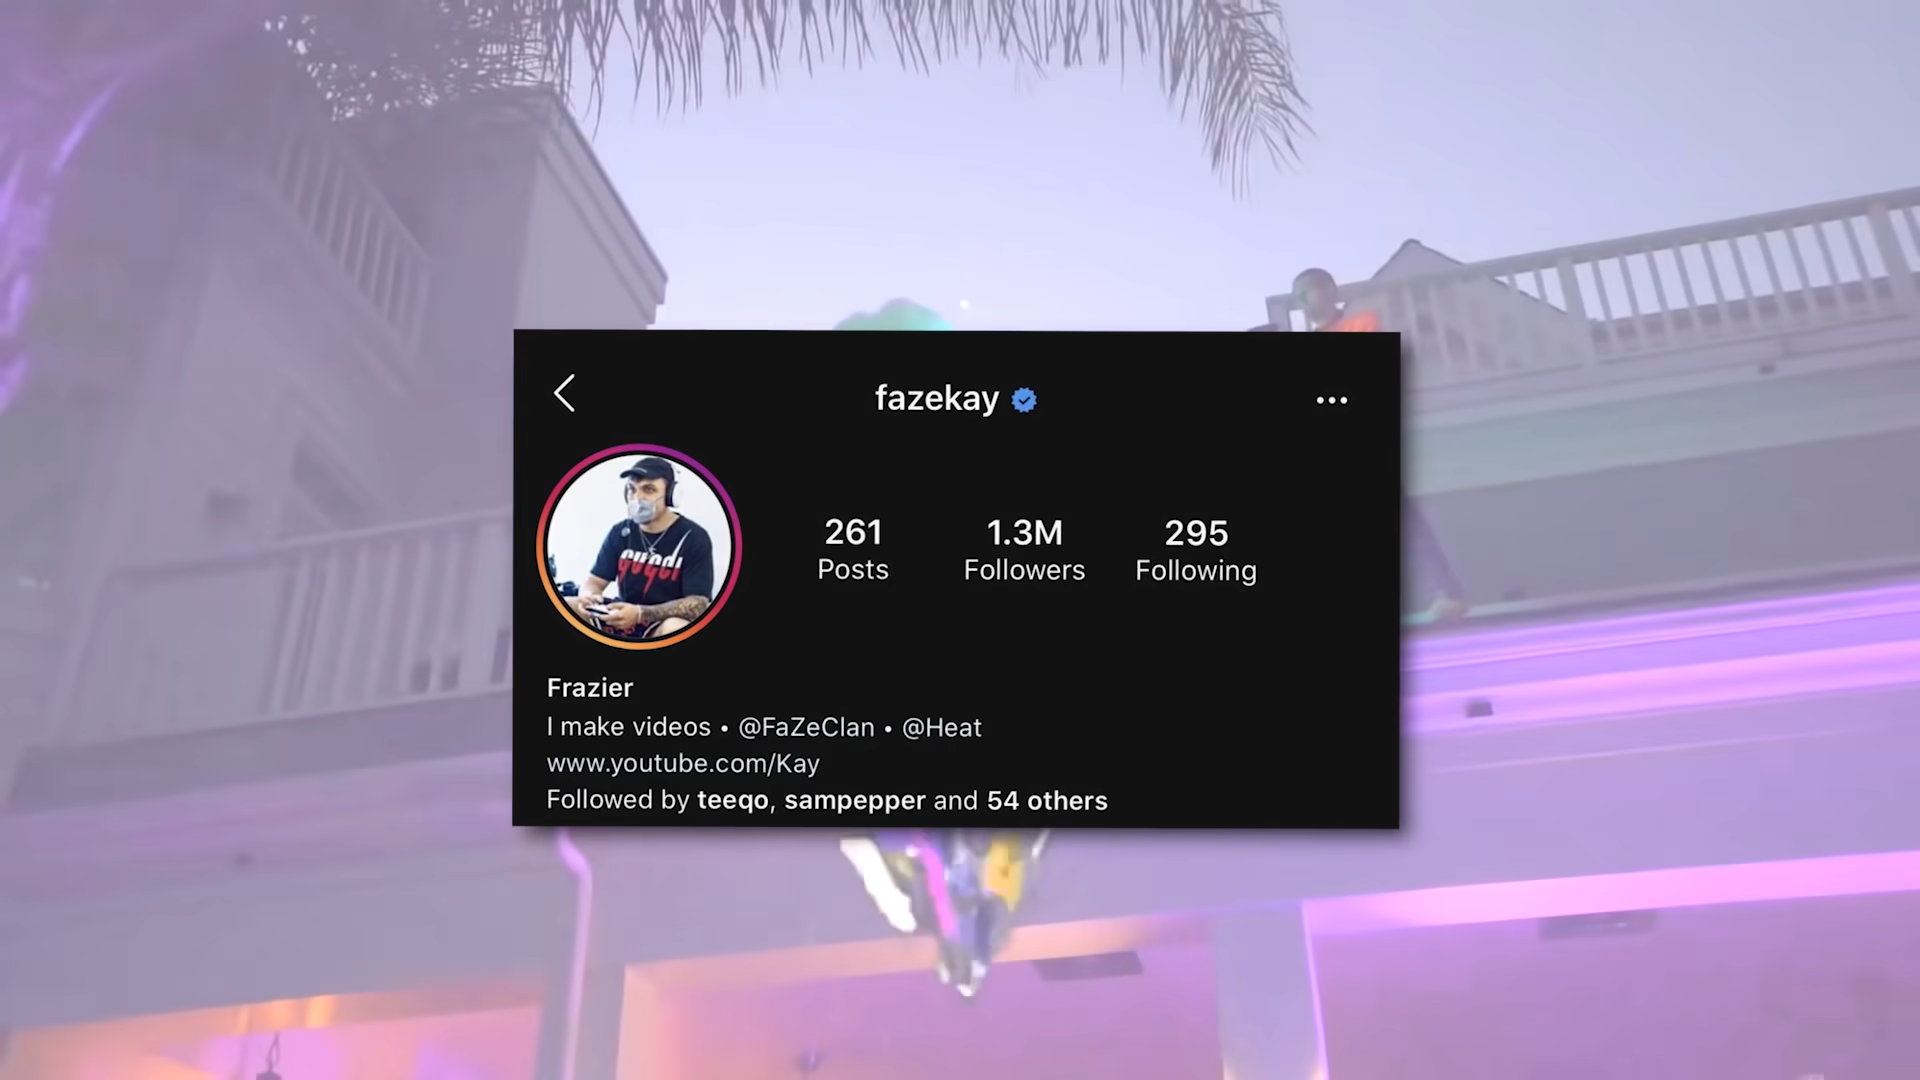 fazekay
261 1.3M 295
Posts Followers Following
GUCCI
Frazier
I make videos • @FaZeClan • @Heat
www.youtube.com/Kay
Followed by teeqo, sampepper and 54 others